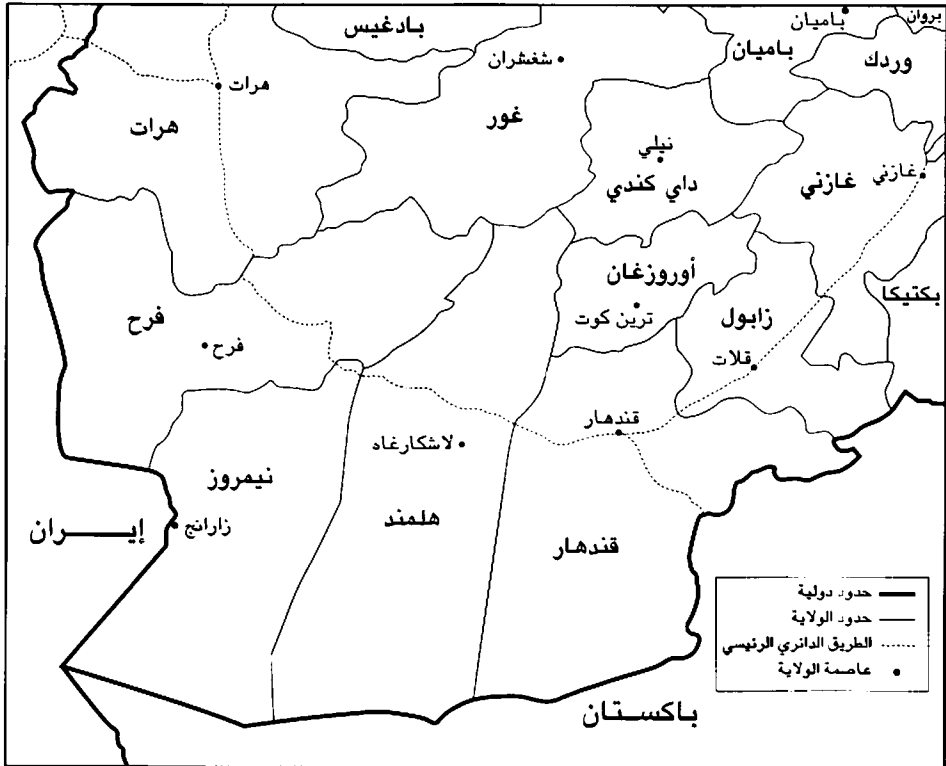 بروان
باميان
بادغيس
باميان
شغشران
وردك
هرات
غور
هرات
نيلي
غازني
غازني
داي كندي
أوروزغان
بكتيكا
ترين كوت
زابول
فرح
فرح
قلات
قندهار
لاشكارغاه
نيمروز
هلمند
زارانج
إيـــران
قندهار
حدود دولية
حدود الولاية
الطريق الدائري الرئيسي
عاصمة الولاية
باكستـان